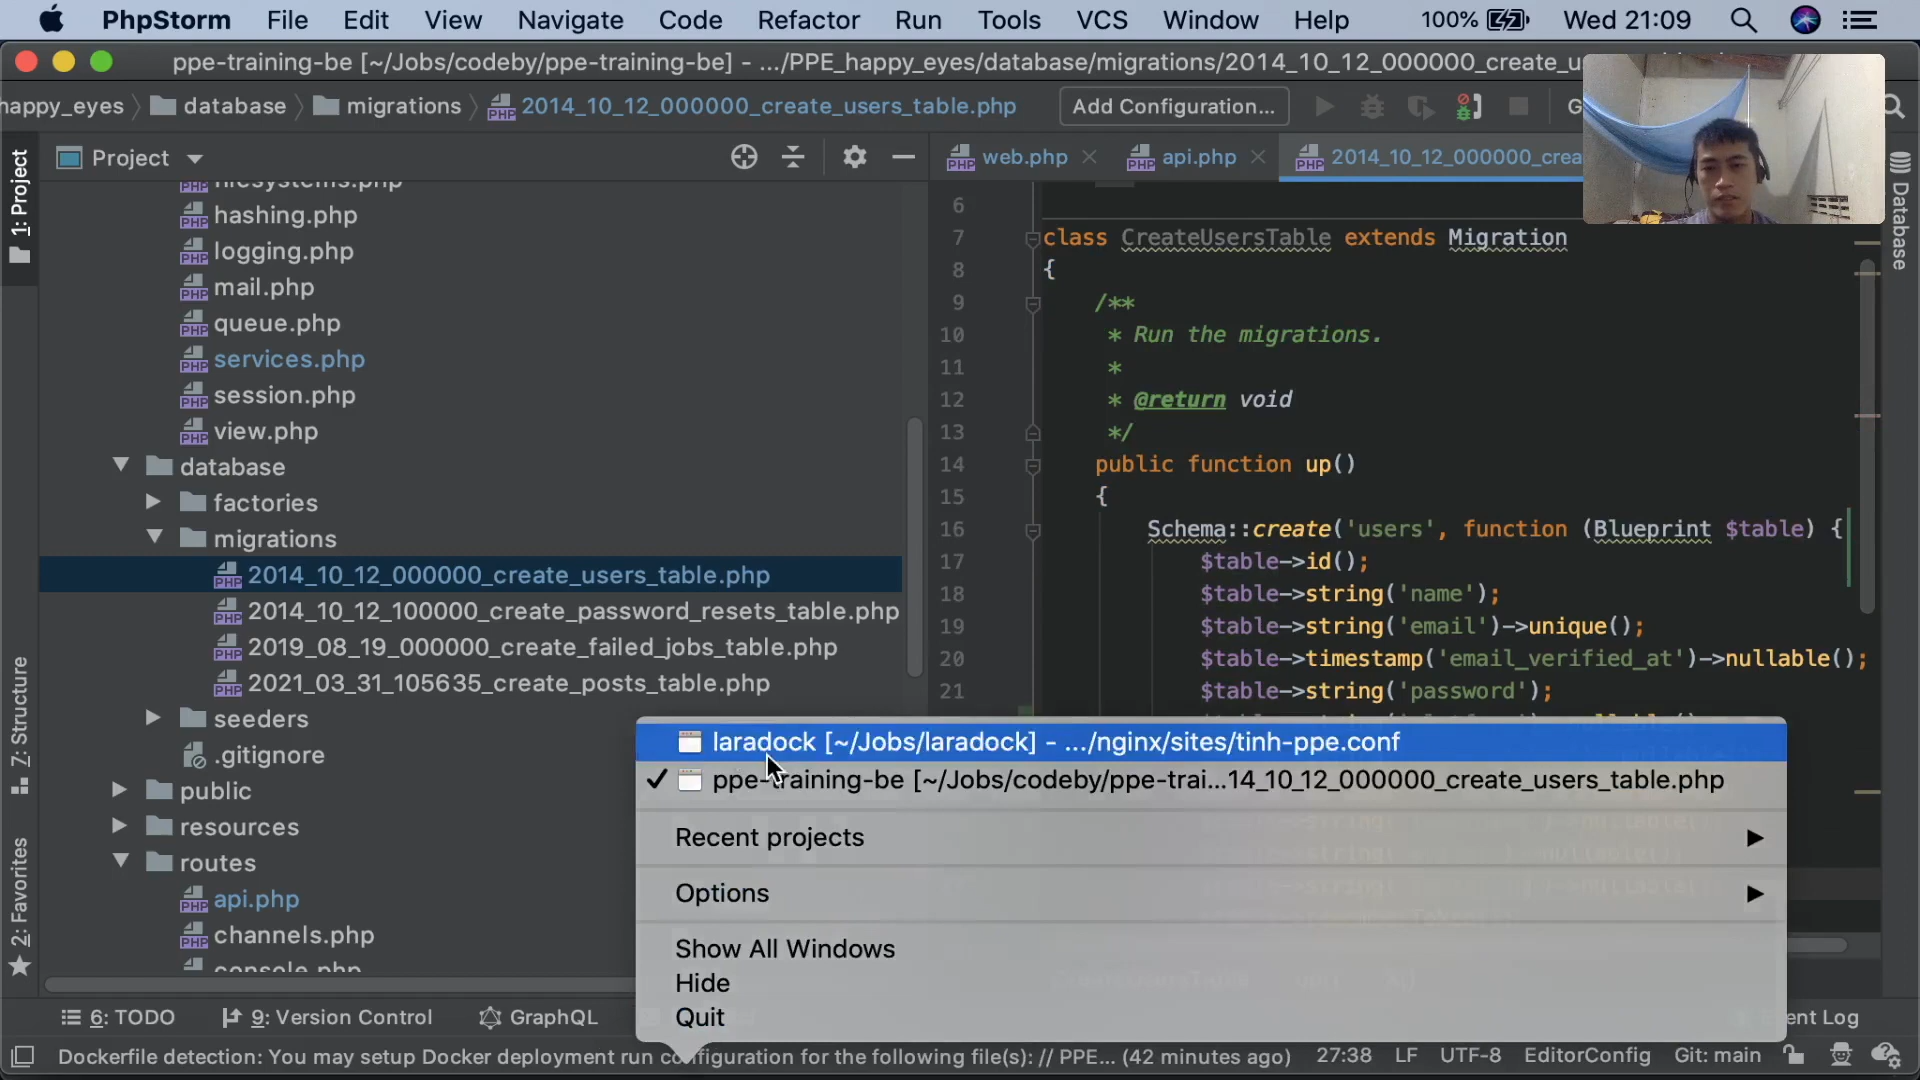 PhpStorm File Edit View Navigate Code Refactor Run Tools VCS Window Help 100% Wed 21:09
ppe-training-be [~/Jobs/codeby/ppe-training-be] - .../PPE_happy_eyes/database/migrations/2014_10_12_000000_create_us
happy_eyes database migrations 2014_10_12_000000_create_users_table.php Add Configuration...
Project
web.php api.php 2014_10_12_000000_crea
1: Project
7: Structure
2: Favorites
Database
filesystems.php
hashing.php
logging.php
mail.php
queue.php
services.php
session.php
view.php
database
factories
migrations
2014_10_12_000000_create_users_table.php
2014_10_12_100000_create_password_resets_table.php
2019_08_19_000000_create_failed_jobs_table.php
2021_03_31_105635_create_posts_table.php
seeders
.gitignore
public
resources
routes
api.php
channels.php
console.php
6
7 class CreateUsersTable extends Migration
8 {
9 /**
10 * Run the migrations.
11 *
12 * @return void
13 */
14 public function up()
15 {
16 Schema::create('users', function (Blueprint $table) {
17 $table->id();
18 $table->string('name');
19 $table->string('email')->unique();
20 $table->timestamp('email_verified_at')->nullable();
21 $table->string('password');
laradock [~/Jobs/laradock] - .../nginx/sites/tinh-ppe.conf
✓ ppe-training-be [~/Jobs/codeby/ppe-trai...14_10_12_000000_create_users_table.php
Recent projects
Options
Show All Windows
Hide
Quit
6: TODO 9: Version Control GraphQL ent Log
Dockerfile detection: You may setup Docker deployment run configuration for the following file(s): // PPE... (42 minutes ago) 27:38 LF UTF-8 EditorConfig Git: main